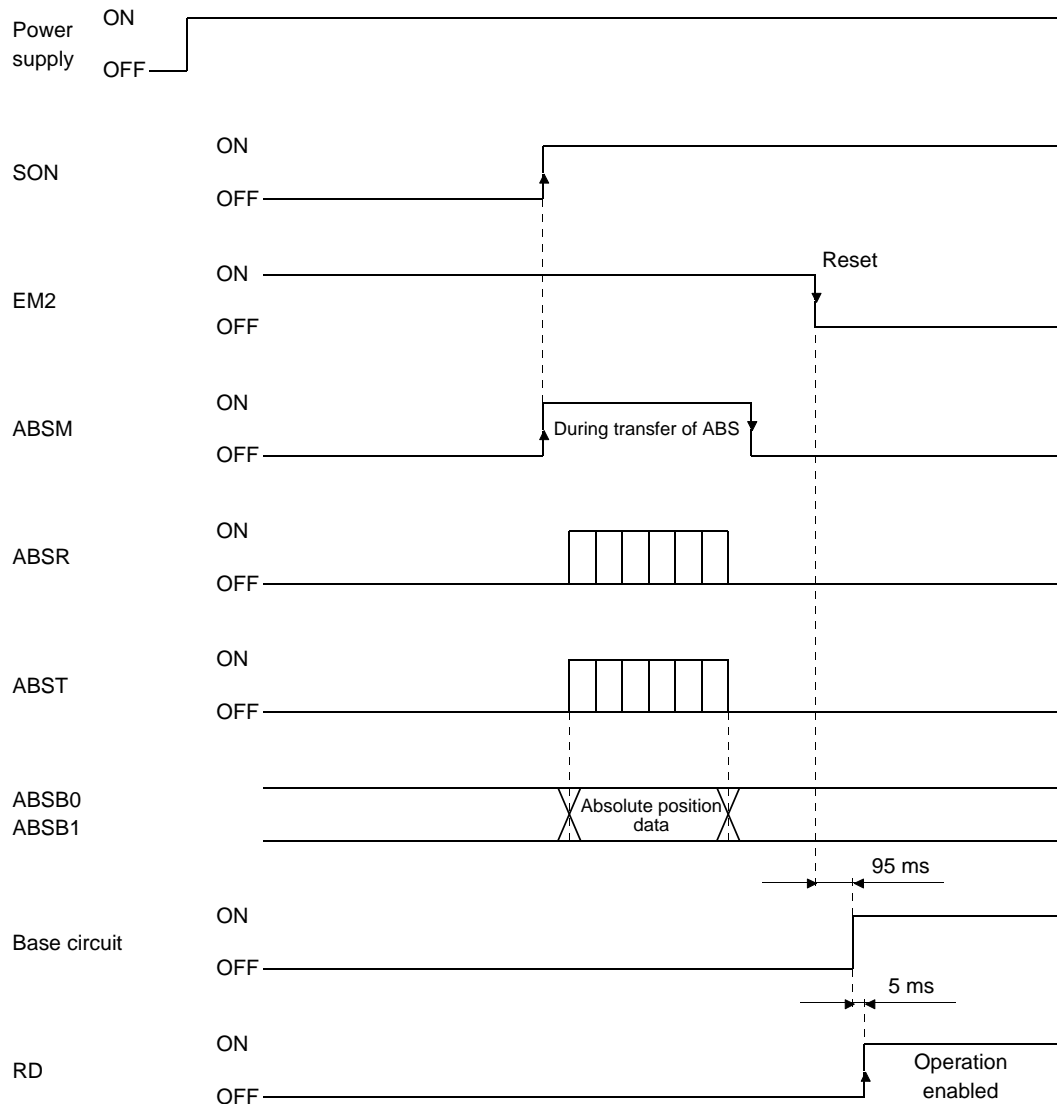 Power
supply
ON
OFF
SON
ON
OFF
EM2
ON
OFF
Reset
ABSM
ON
OFF
During transfer of ABS
ABSR
ON
OFF
ABST
ON
OFF
ABSB0
ABSB1
Absolute position
data
95 ms
Base circuit
ON
OFF
5 ms
RD
ON
OFF
Operation
enabled